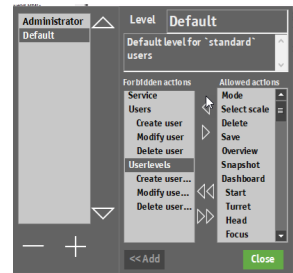 Administrator
Default
Level Default
Default level for `standard`
users
Forbidden actions
Service
Users
Create user
Modify user
Delete user
Userlevels
Create user...
Modify use...
Delete user...
Allowed actions
Mode
Select scale
Delete
Save
Overview
Snapshot
Dashboard
Start
Turret
Head
Focus
<< Add
Close